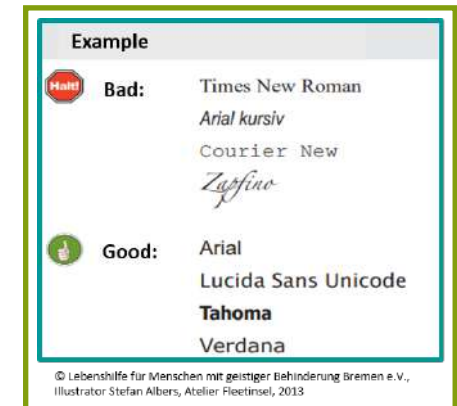 Example
Halt! Bad: Times New Roman
Arial kursiv
Courier New
Zapfino
Good: Arial
Lucida Sans Unicode
Tahoma
Verdana
© Lebenshilfe für Menschen mit geistiger Behinderung Bremen e.V.,
Illustrator Stefan Albers, Atelier Fleetinsel, 2013